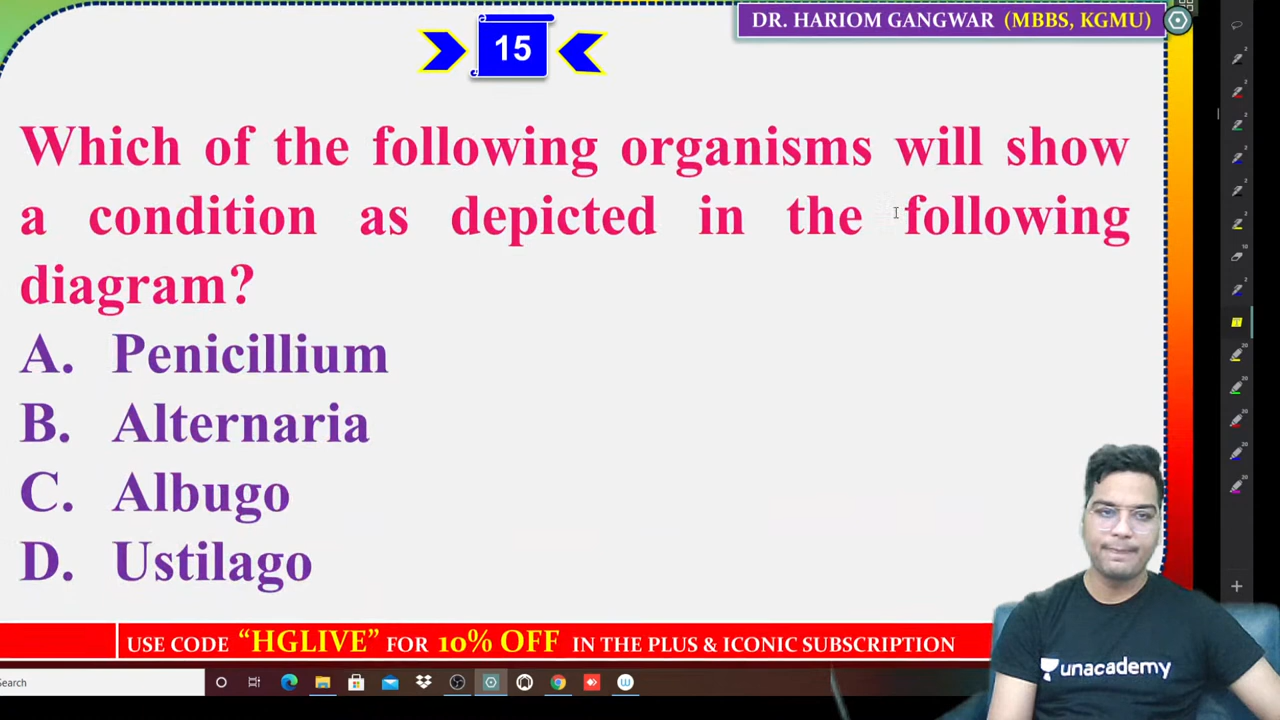 DR. HARIOM GANGWAR (MBBS, KGMU)
15
Which of the following organisms will show
a condition as depicted in the following
diagram?
A. Penicillium
B. Alternaria
C. Albugo
D. Ustilago
unacademy
USE CODE “HGLIVE” FOR 10% OFF IN THE PLUS & ICONIC SUBSCRIPTION
Search